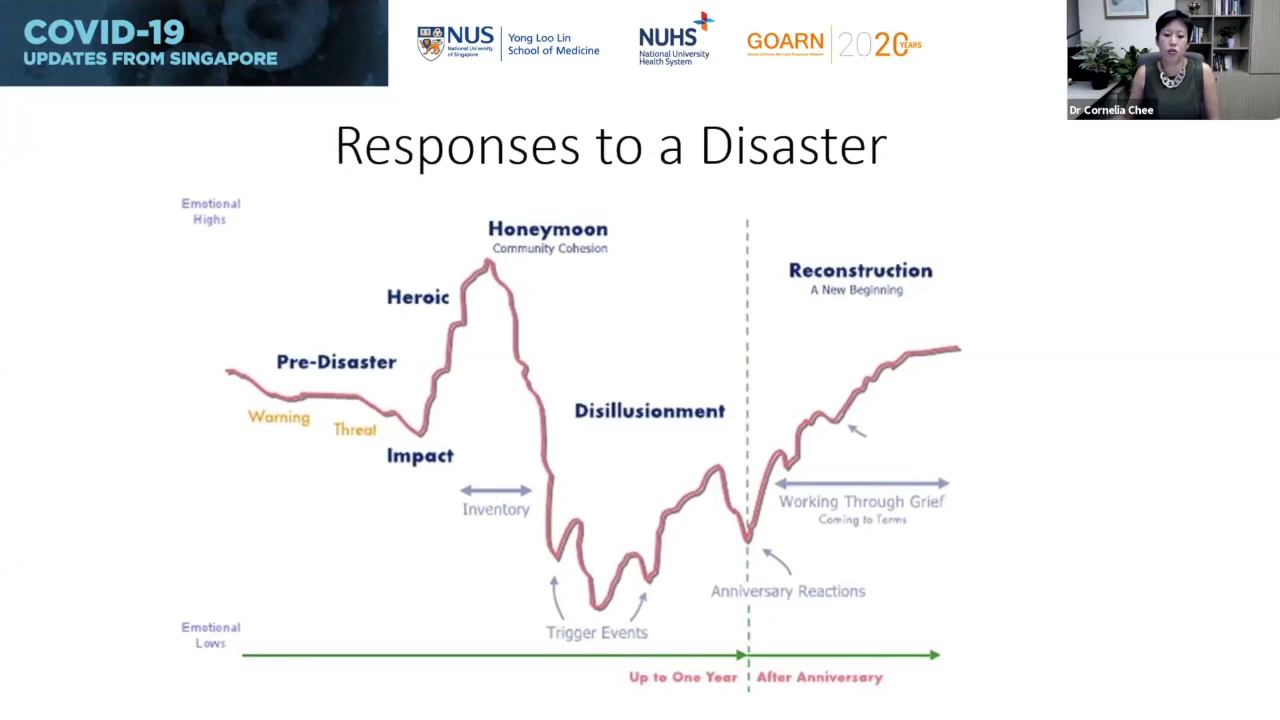 COVID-19
UPDATES FROM SINGAPORE
NUS
National University
of Singapore
Yong Loo Lin
School of Medicine
NUHS
National University
Health System
GOARN
2020 YEARS
Dr Cornelia Chee
Responses to a Disaster
Emotional
Highs
Honeymoon
Community Cohesion
Reconstruction
A New Beginning
Heroic
Pre-Disaster
Warning
Threat
Disillusionment
Impact
Inventory
Working Through Grief
Coming to Terms
Anniversary Reactions
Trigger Events
Emotional
Lows
Up to One Year
After Anniversary